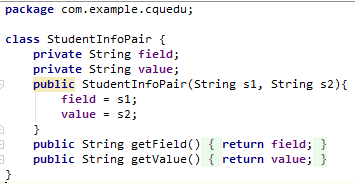 package com.example.cquedu;
class StudentInfoPair {
private String field;
private String value;
public StudentInfoPair(String s1, String s2){
field = s1;
value = s2;
}
public String getField() { return field; }
public String getValue() { return value; }
}